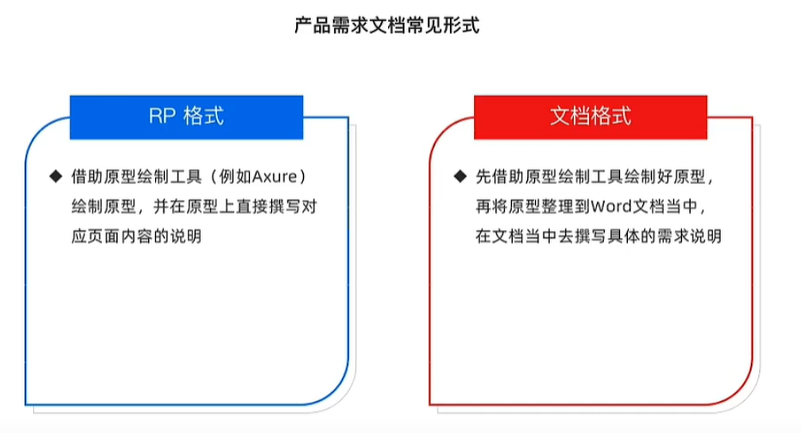 产品需求文档常见形式
RP 格式
◆ 借助原型绘制工具（例如Axure）
绘制原型，并在原型上直接撰写对
应页面内容的说明
文档格式
◆ 先借助原型绘制工具绘制好原型，
再将原型整理到Word文档当中，
在文档当中去撰写具体的需求说明